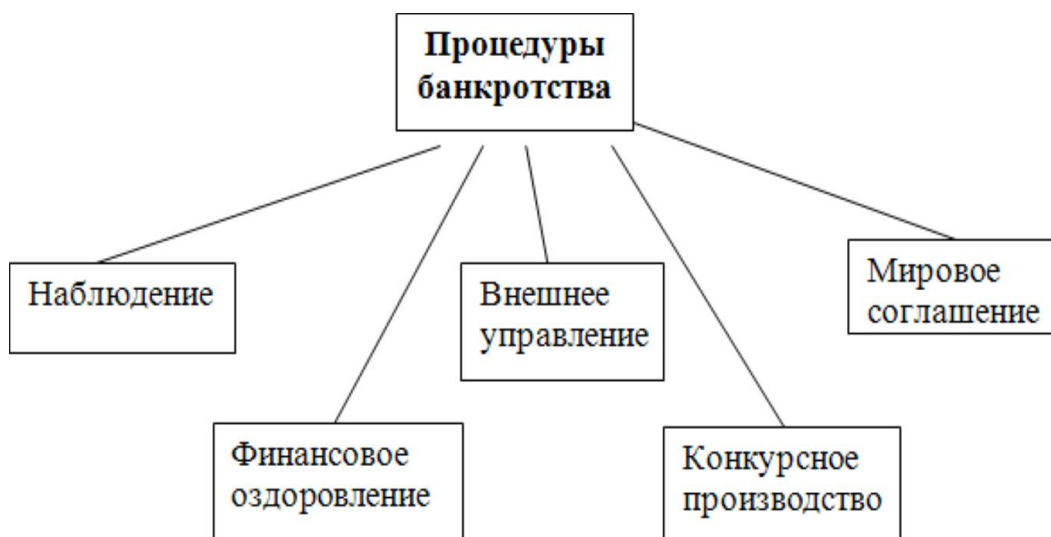 Процедуры
банкротства
Наблюдение
Внешнее
управление
Мировое
соглашение
Финансовое
оздоровление
Конкурсное
производство